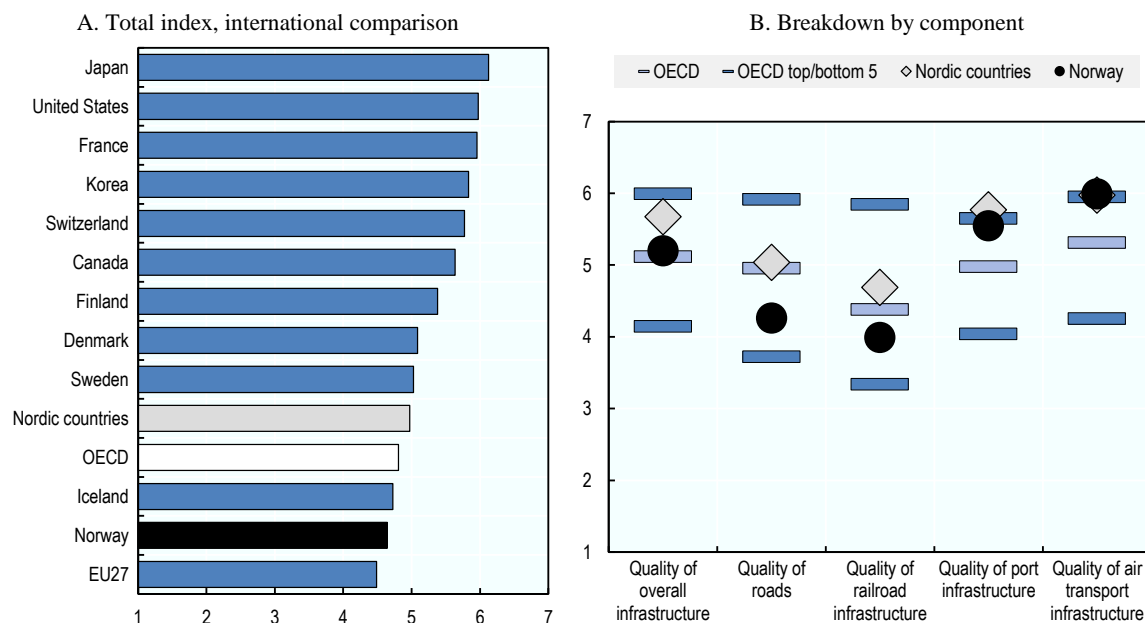 A. Total index, international comparison
Japan
United States
France
Korea
Switzerland
Canada
Finland
Denmark
Sweden
Nordic countries
OECD
Iceland
Norway
EU27
1 2 3 4 5 6 7
B. Breakdown by component
OECD OECD top/bottom 5 Nordic countries Norway
7
6
5
4
3
2
1
Quality of
overall
infrastructure
Quality of
roads
Quality of
railroad
infrastructure
Quality of port
infrastructure
Quality of air
transport
infrastructure